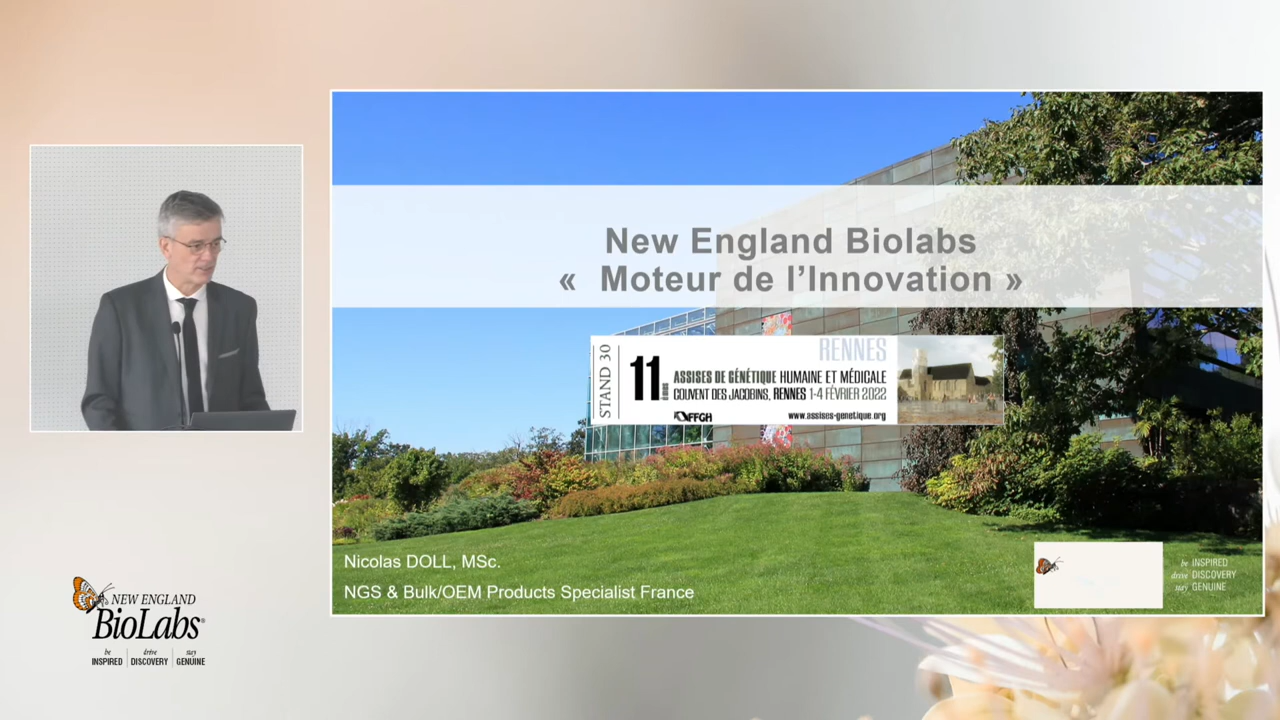 New England Biolabs
«  Moteur de l’Innovation »
STAND 30
RENNES
11èmes ASSISES DE GÉNÉTIQUE HUMAINE ET MÉDICALE
COUVENT DES JACOBINS, RENNES 1-4 FÉVRIER 2022
FFGH www.assises-genetique.org
Nicolas DOLL, MSc.
NGS & Bulk/OEM Products Specialist France
be INSPIRED
drive DISCOVERY
stay GENUINE
NEW ENGLAND
BioLabs®
be drive stay
INSPIRED DISCOVERY GENUINE